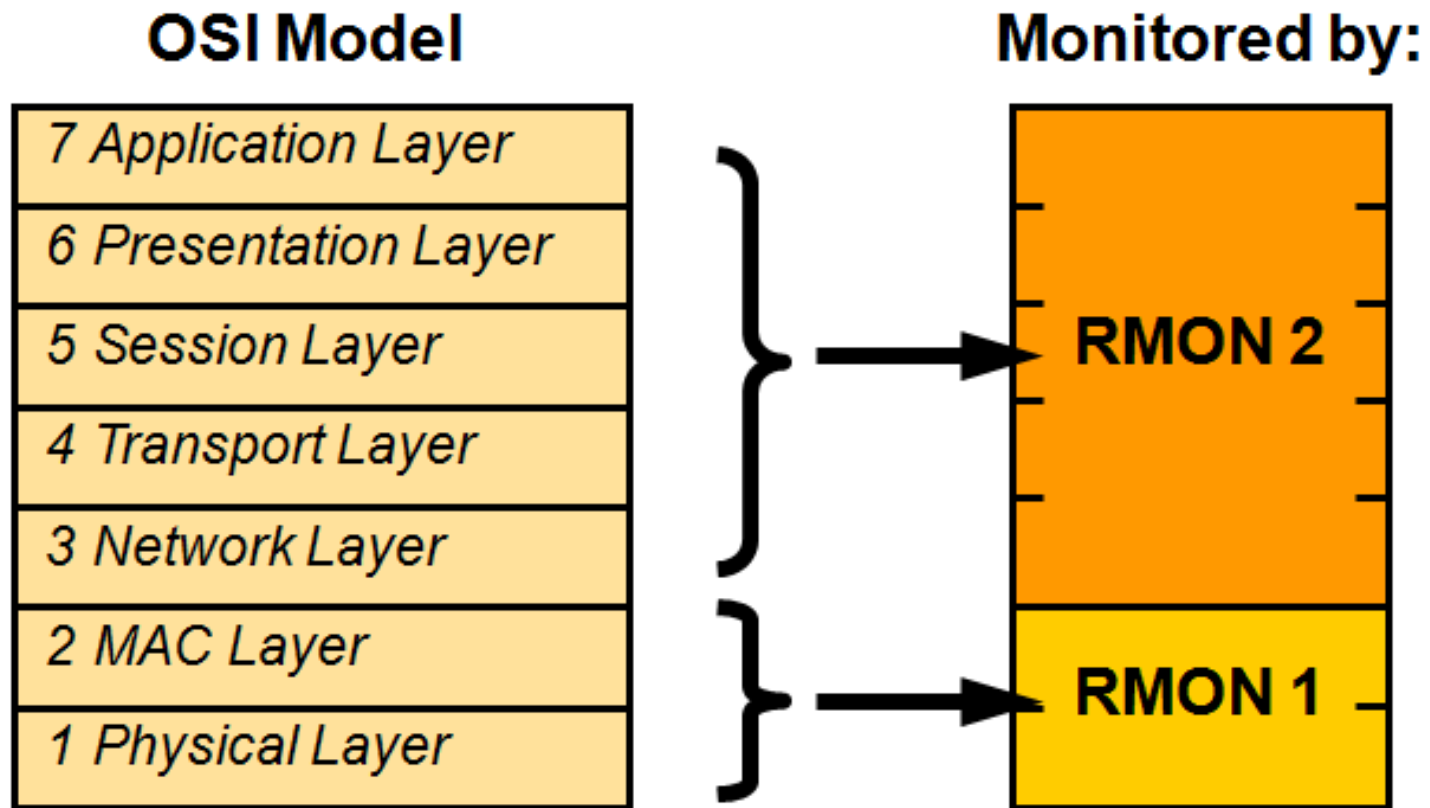 OSI Model
Monitored by:
7 Application Layer
6 Presentation Layer
5 Session Layer
4 Transport Layer
3 Network Layer
2 MAC Layer
1 Physical Layer
RMON 2
RMON 1